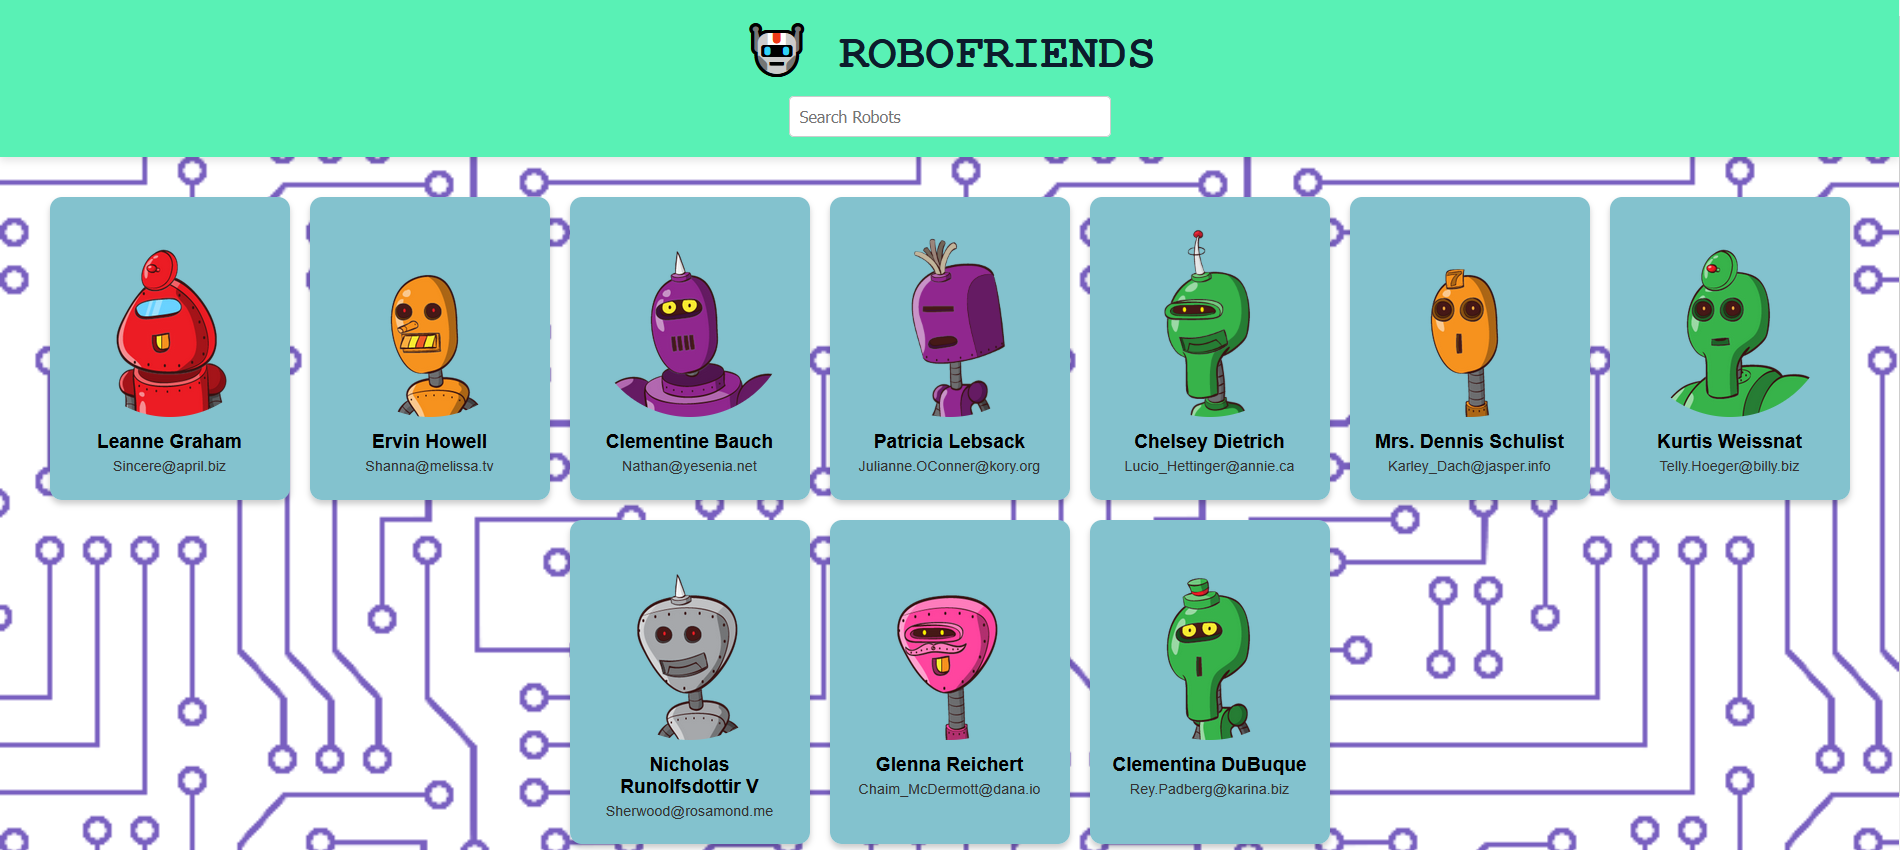 ROBOFRIENDS
Search Robots
Leanne Graham
Sincere@april.biz
Ervin Howell
Shanna@melissa.tv
Clementine Bauch
Nathan@yesenia.net
Patricia Lebsack
Julianne.OConner@kory.org
Chelsey Dietrich
Lucio_Hettinger@annie.ca
7
Mrs. Dennis Schulist
Karley_Dach@jasper.info
Kurtis Weissnat
Telly.Hoeger@billy.biz
Nicholas
Runolfsdottir V
Sherwood@rosamond.me
Glenna Reichert
Chaim_McDermott@dana.io
Clementina DuBuque
Rey.Padberg@karina.biz